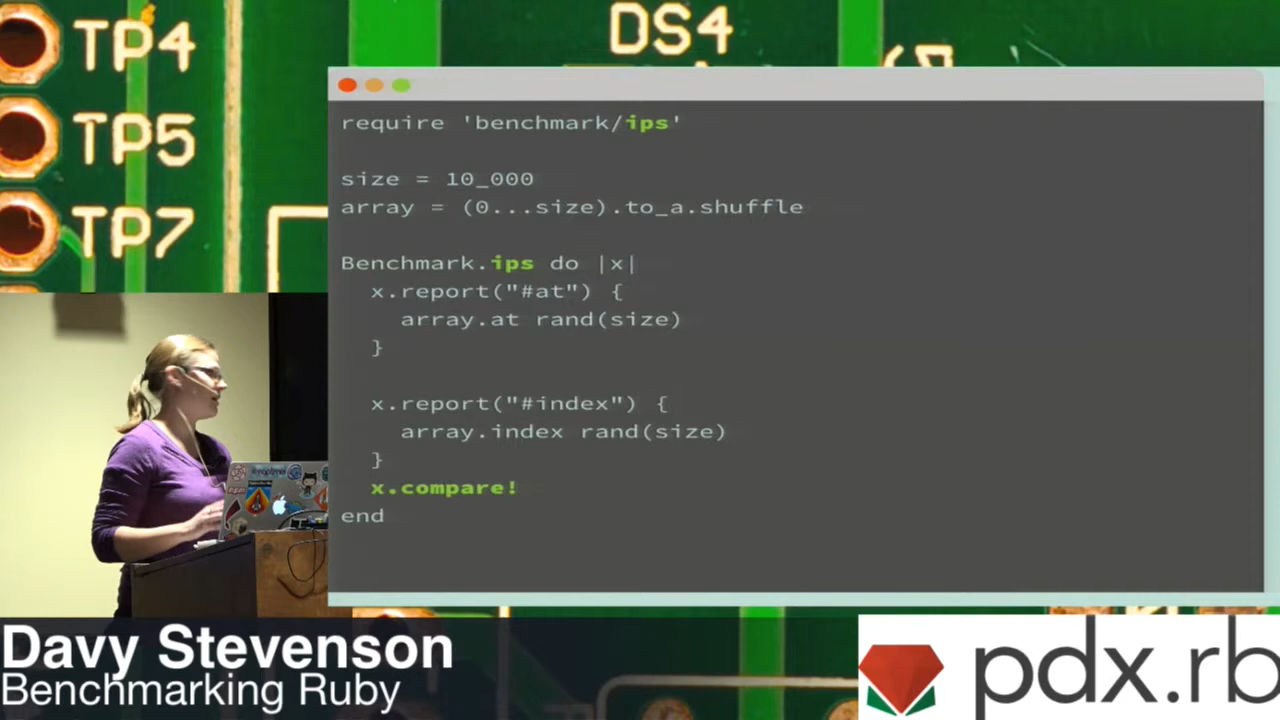 TP4
DS4
TP5
TP7
require 'benchmark/ips'
size = 10_000
array = (0...size).to_a.shuffle
Benchmark.ips do |x|
x.report("#at") {
array.at rand(size)
}
x.report("#index") {
array.index rand(size)
}
x.compare!
end
Davy Stevenson
Benchmarking Ruby
pdx.rb